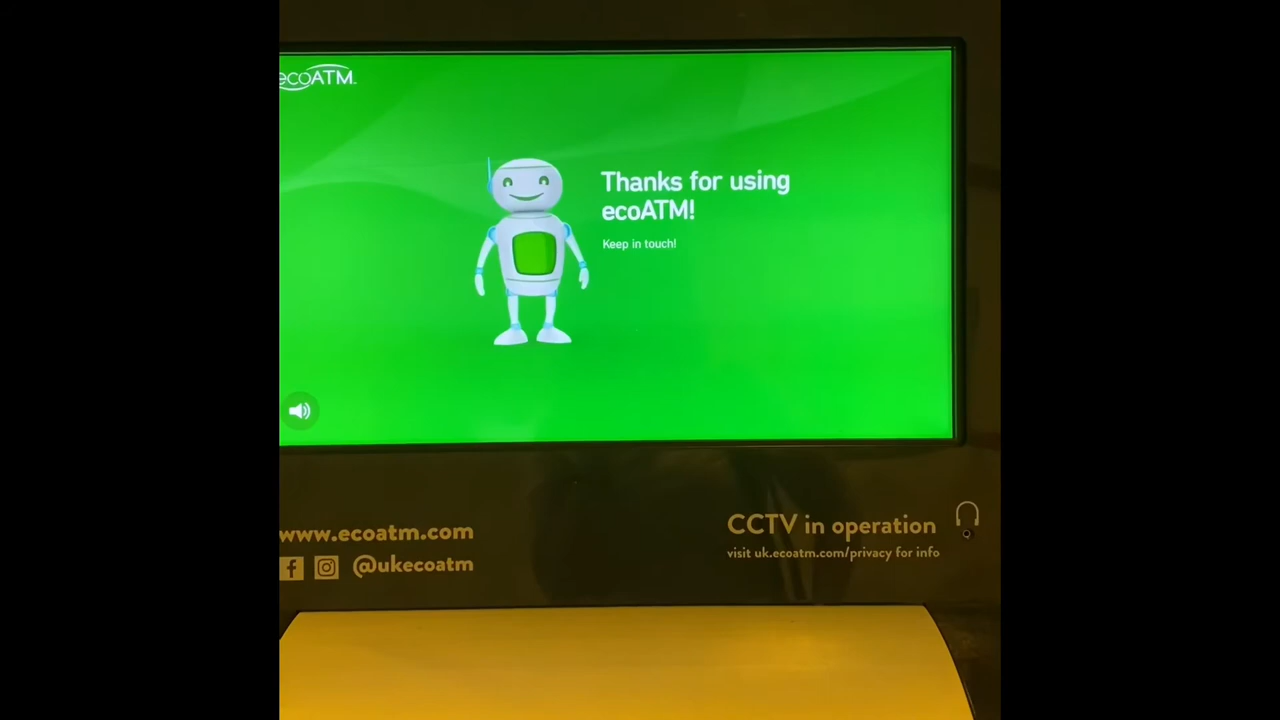 ecoATM
Thanks for using
ecoATM!
Keep in touch!
www.ecoatm.com
@ukecoatm
CCTV in operation
visit uk.ecoatm.com/privacy for info